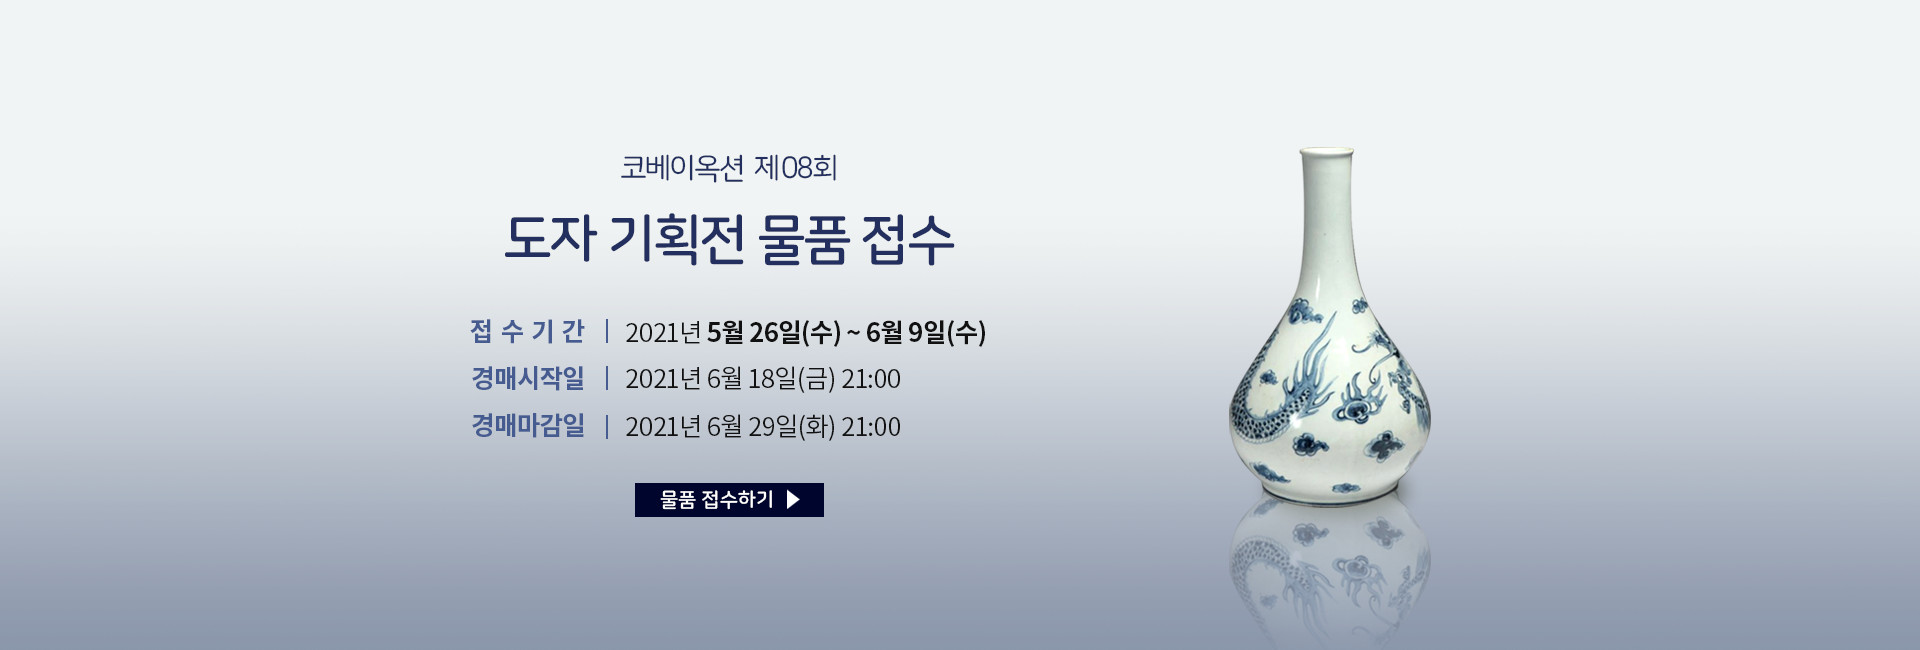 코베이옥션 제08회
도자 기획전 물품 접수
접 수 기 간 | 2021년 5월 26일(수) ~ 6월 9일(수)
경매시작일 | 2021년 6월 18일(금) 21:00
경매마감일 | 2021년 6월 29일(화) 21:00
물품 접수하기 ▶